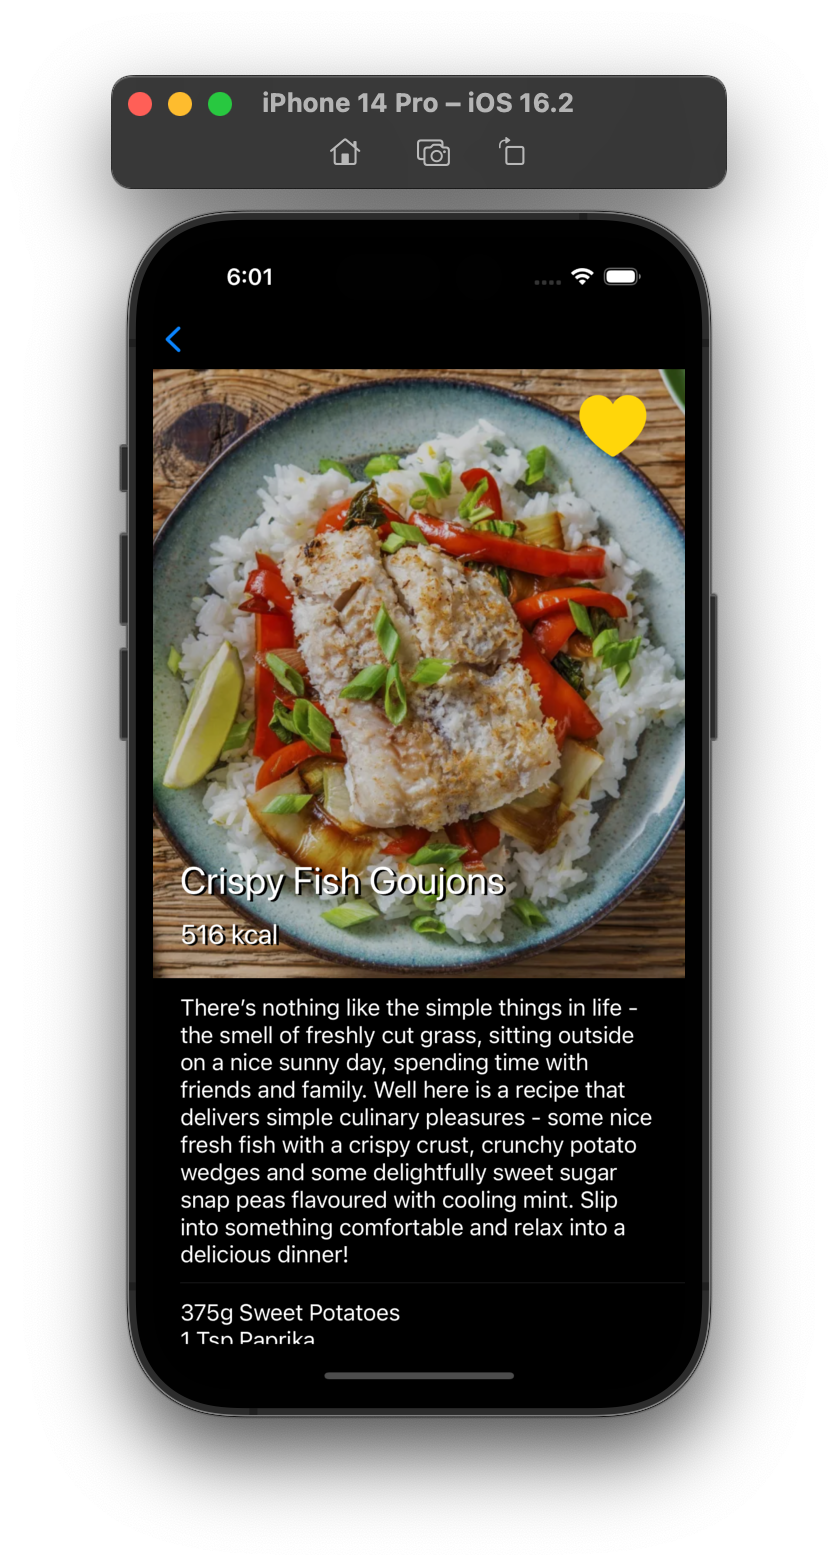 iPhone 14 Pro – iOS 16.2
6:01
Crispy Fish Goujons
516 kcal
There's nothing like the simple things in life -
the smell of freshly cut grass, sitting outside
on a nice sunny day, spending time with
friends and family. Well here is a recipe that
delivers simple culinary pleasures - some nice
fresh fish with a crispy crust, crunchy potato
wedges and some delightfully sweet sugar
snap peas flavoured with cooling mint. Slip
into something comfortable and relax into a
delicious dinner!
375g Sweet Potatoes
1 Tsp Paprika